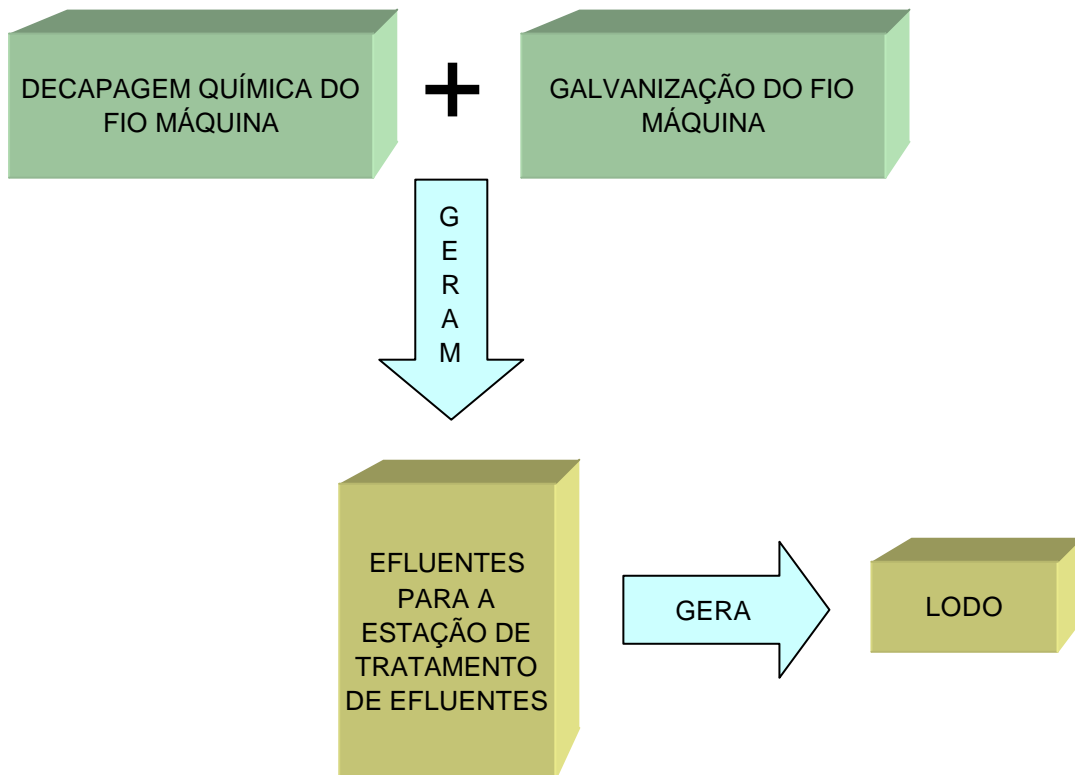 DECAPAGEM QUÍMICA DO
FIO MÁQUINA
+
GALVANIZAÇÃO DO FIO
MÁQUINA
G
E
R
A
M
EFLUENTES
PARA A
ESTAÇÃO DE
TRATAMENTO
DE EFLUENTES
GERA
LODO